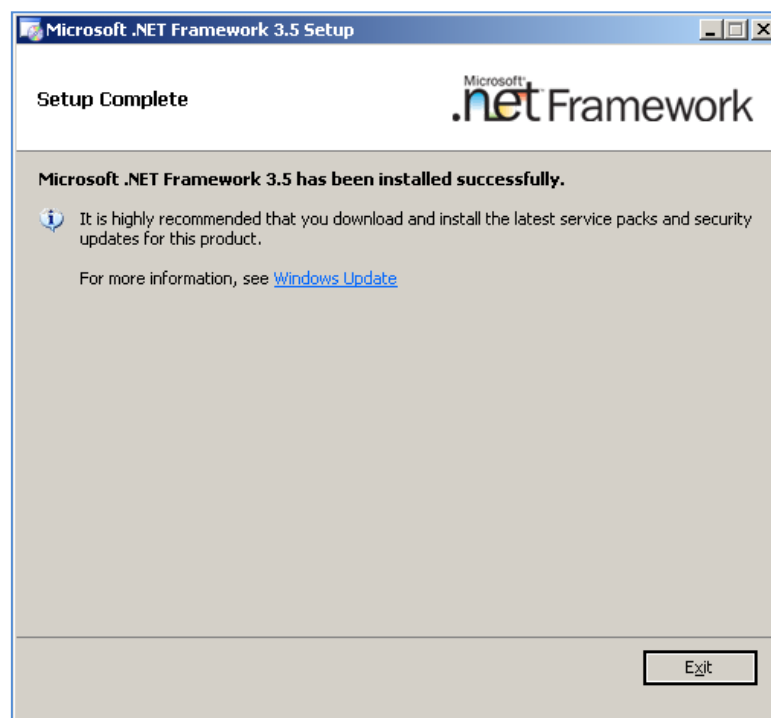 Microsoft .NET Framework 3.5 Setup
Setup Complete
Microsoft
.net Framework
Microsoft .NET Framework 3.5 has been installed successfully.
It is highly recommended that you download and install the latest service packs and security
updates for this product.
For more information, see Windows Update
Exit